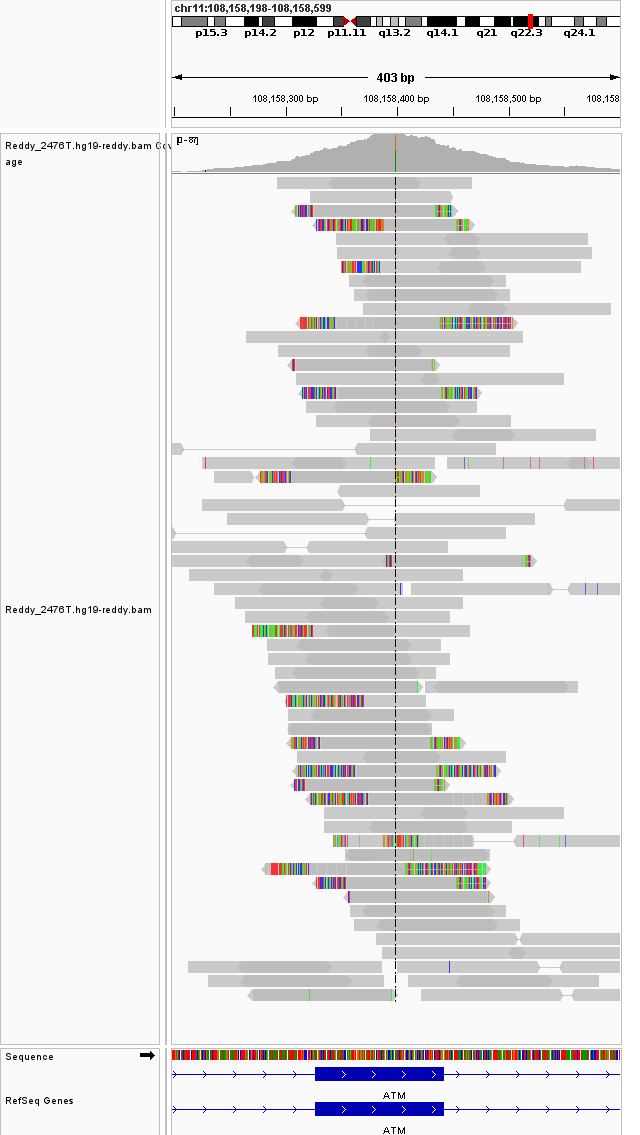 chr11:108,158,198-108,158,599
p15.3 p14.2 p12 p11.11 q13.2 q14.1 q21 q22.3 q24.1
403 bp
108,158,300 bp 108,158,400 bp 108,158,500 bp 108,158
Reddy_2476T.hg19-reddy.bam Cov
age
[0 - 87]
Reddy_2476T.hg19-reddy.bam
Sequence
ATM
RefSeq Genes
ATM